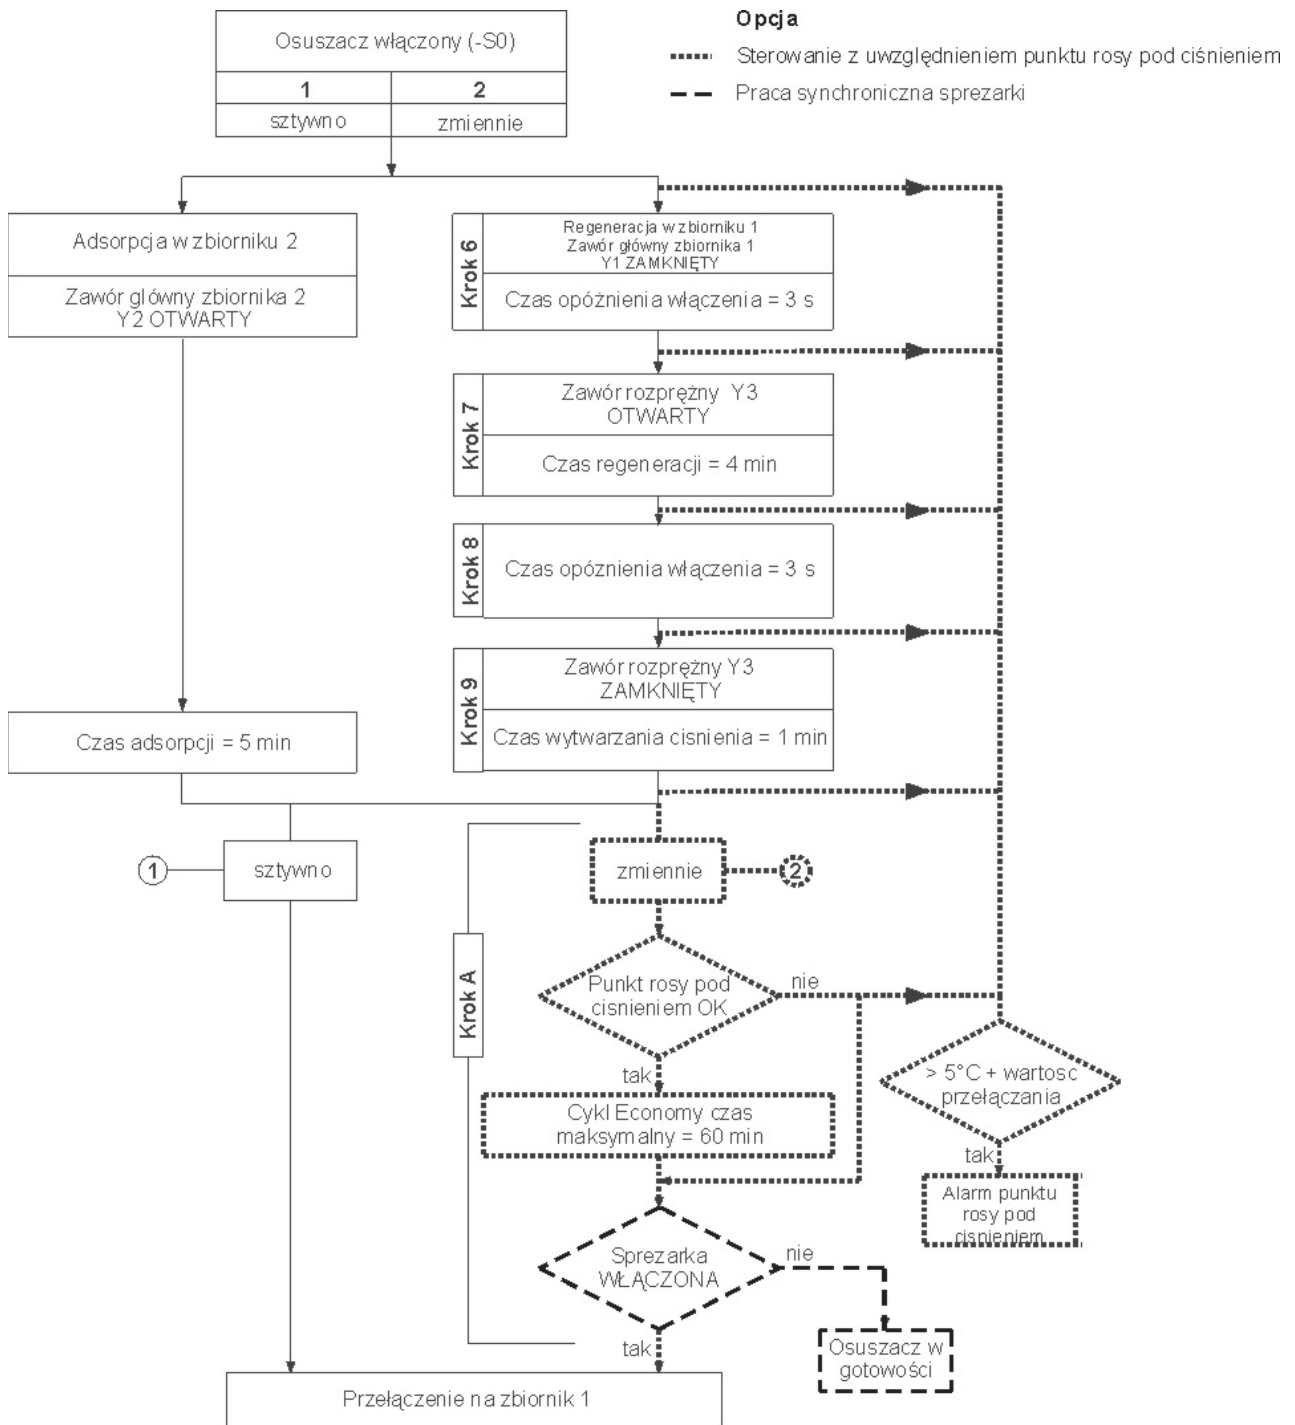 Opcja
Sterowanie z uwzględnieniem punktu rosy pod ciśnieniem
Praca synchroniczna sprezarki
Osuszacz włączony (-S0)
1
2
sztywno
zmiennie
Adsorpcja w zbiorniku 2
Zawór glówny zbiornika 2
Y2 OTWARTY
Krok 6
Regeneracja w zbiorniku 1
Zawór główny zbiornika 1
Y1 ZAMKNIĘTY
Czas opóżnienia włączenia = 3 s
Krok 7
Zawór rozprężny Y3
OTWARTY
Czas regeneracji = 4 min
Krok 8
Czas opóznienia włączenia = 3 s
Krok 9
Zawór rozprężny Y3
ZAMKNIĘTY
Czas wytwarzania cisnienia = 1 min
Czas adsorpcji = 5 min
1
sztywno
zmiennie
2
Krok A
Punkt rosy pod
cisnieniem OK
nie
tak
> 5°C + wartosc
przełączania
tak
Alarm punktu
rosy pod
cisnieniem
Cykl Economy czas
maksymalny = 60 min
Sprezarka
WŁĄCZONA
nie
tak
Osuszacz w
gotowości
Przełączenie na zbiornik 1